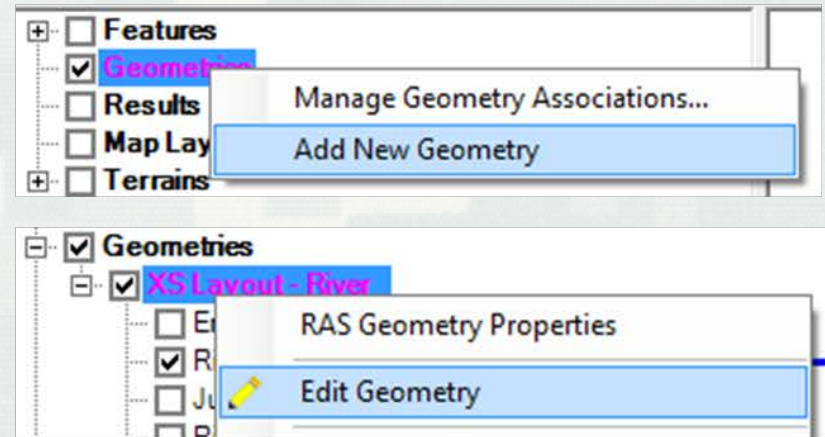 Features
Geometries
Results
Manage Geometry Associations...
Map Lay
Add New Geometry
Terrains
Geometries
XS Layout - River
RAS Geometry Properties
Edit Geometry